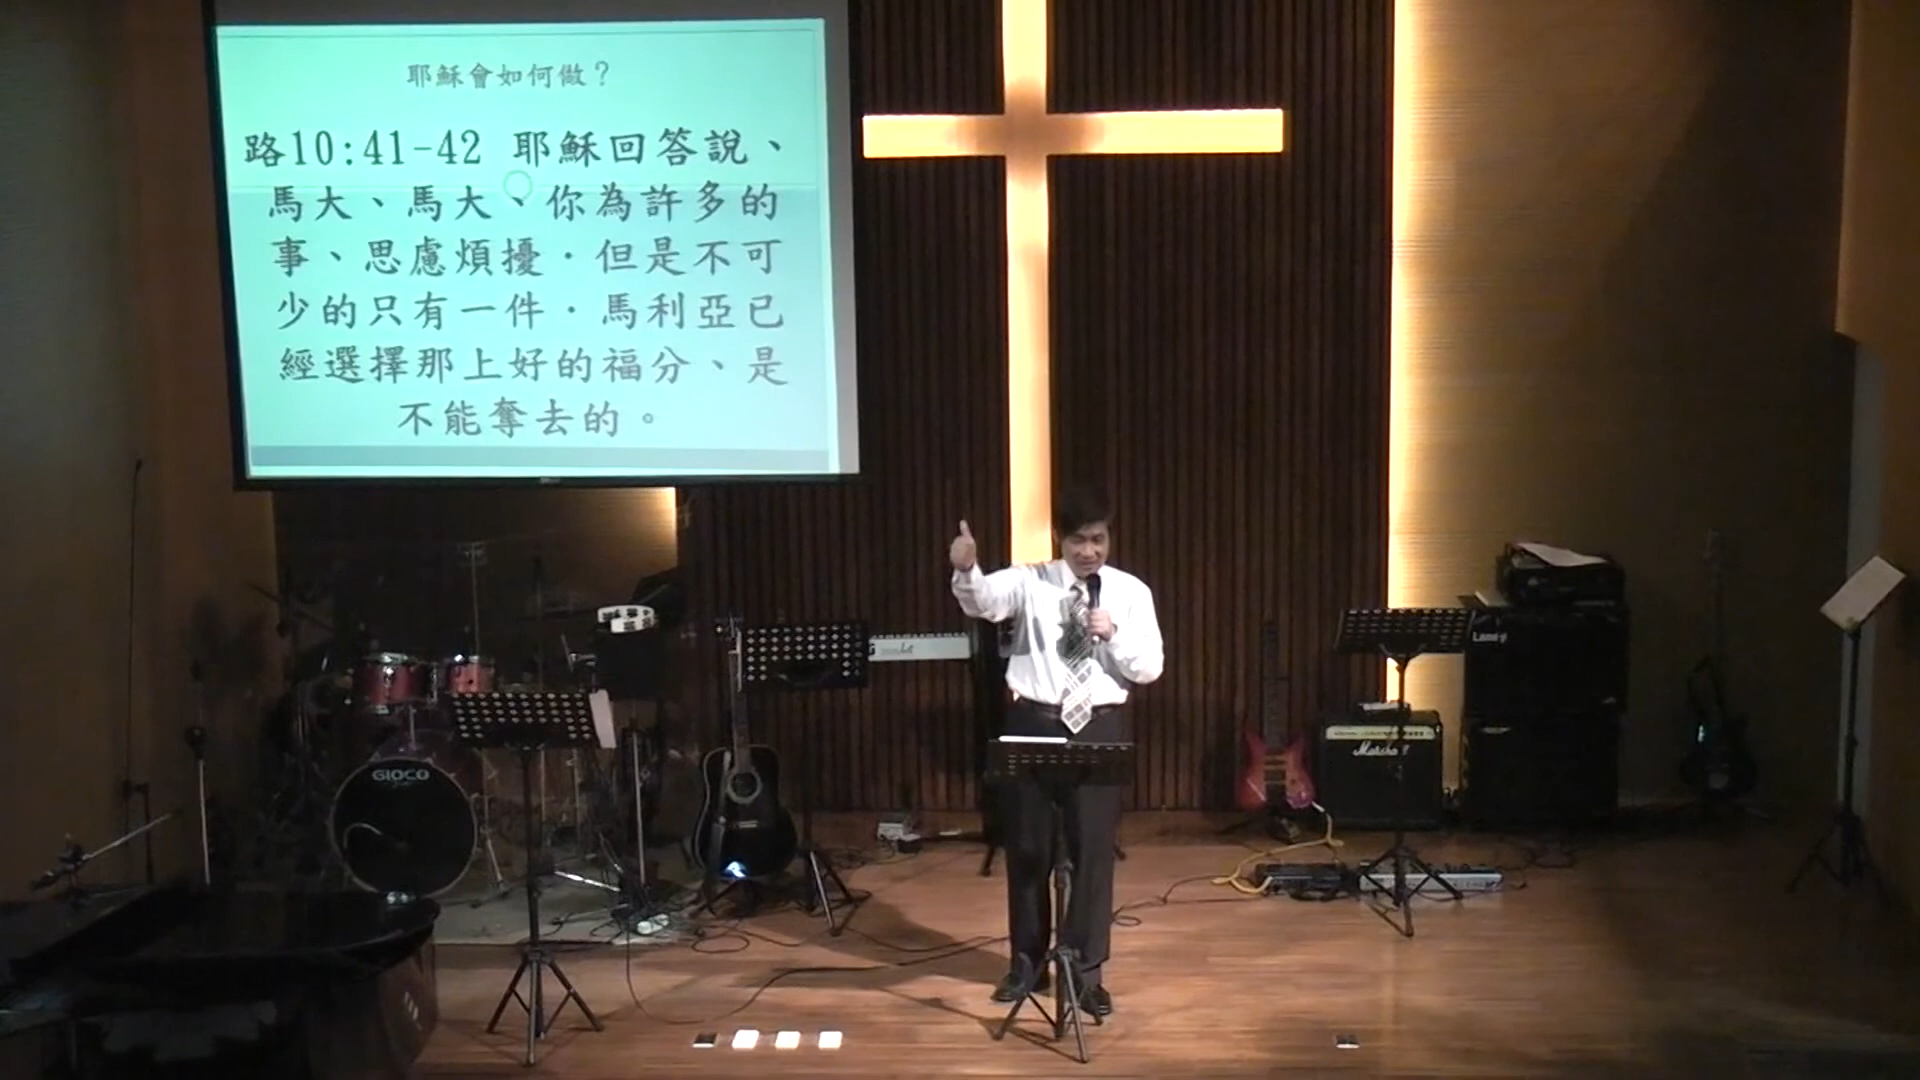 耶穌會如何做？
路10:41-42 耶穌回答說、
馬大、馬大、你為許多的
事、思慮煩擾．但是不可
少的只有一件．馬利亞已
經選擇那上好的福分、是
不能奪去的。
GIOCO
Marshall
Laney